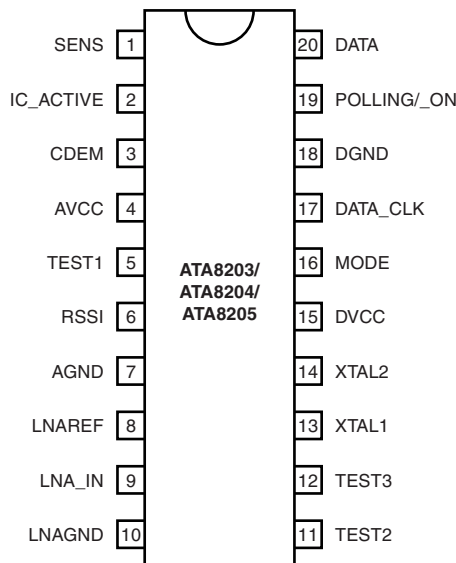 SENS 1 20 DATA
IC_ACTIVE 2 19 POLLING/_ON
CDEM 3 18 DGND
AVCC 4 17 DATA_CLK
TEST1 5 16 MODE
ATA8203/
ATA8204/
ATA8205
RSSI 6 15 DVCC
AGND 7 14 XTAL2
LNAREF 8 13 XTAL1
LNA_IN 9 12 TEST3
LNAGND 10 11 TEST2